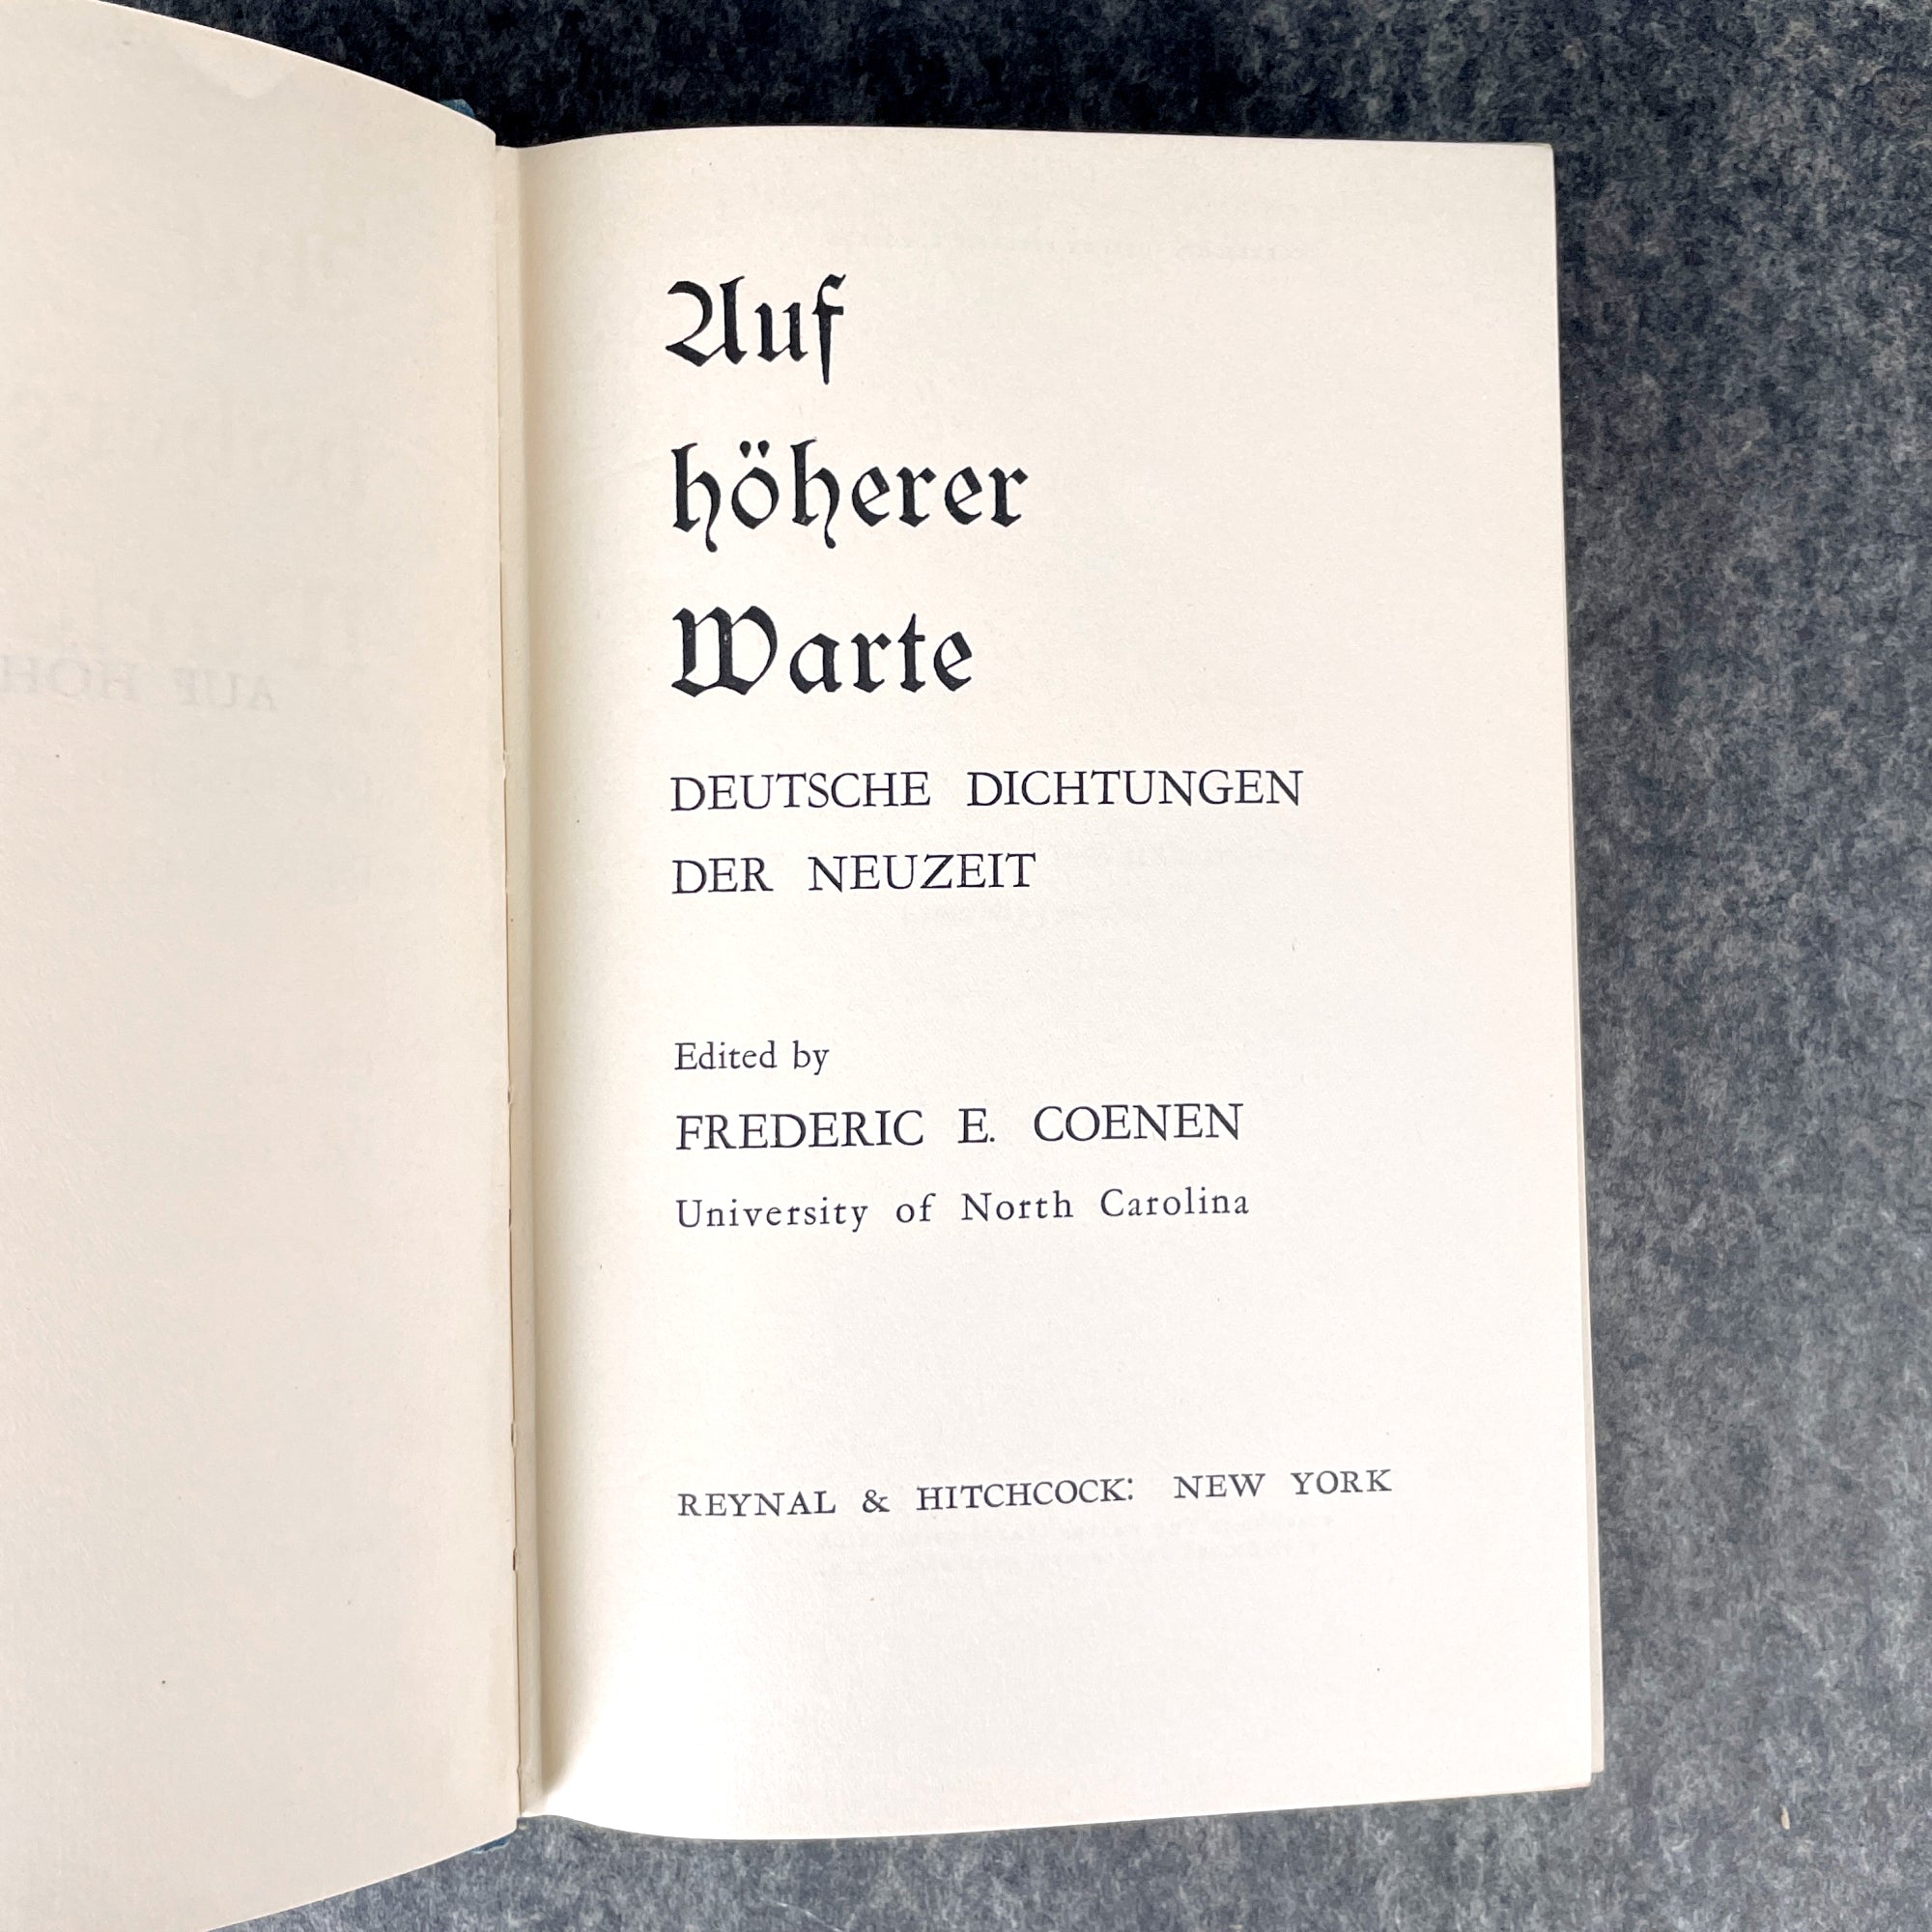 Auf
höherer
Warte
DEUTSCHE DICHTUNGEN
DER NEUZEIT
Edited by
FREDERIC E. COENEN
University of North Carolina
REYNAL & HITCHCOCK: NEW YORK